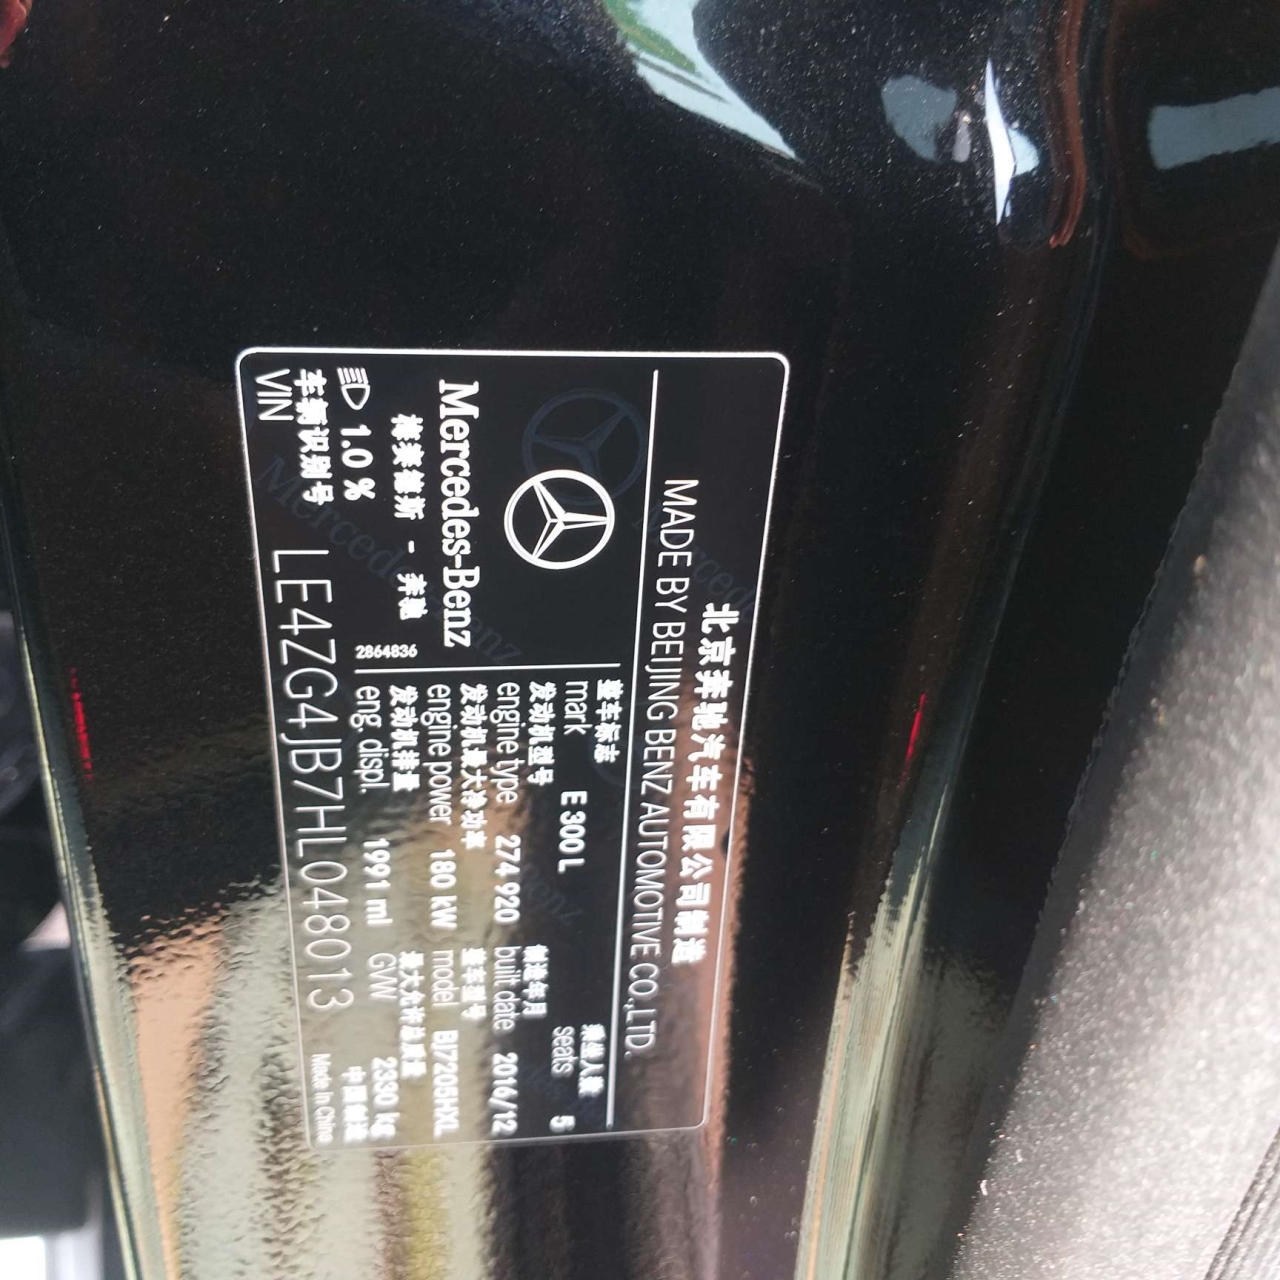 北京奔驰汽车有限公司制造
MADE BY BEIJING BENZ AUTOMOTIVE CO.,LTD.
Mercedes-Benz
梅赛德斯 - 奔驰
1.0 %
2864836
整车标志
mark E 300 L
乘坐人数
seats 5
发动机型号
engine type 274 920
制造年月
built date 2016/12
发动机最大净功率
engine power 180 kW
整车型号
model BJ7205HXL
发动机排量
eng. displ. 1991 ml
最大允许总质量
GVW 2330 kg
车辆识别号
VIN LE4ZG4JB7HL048013
中国制造
Made in China